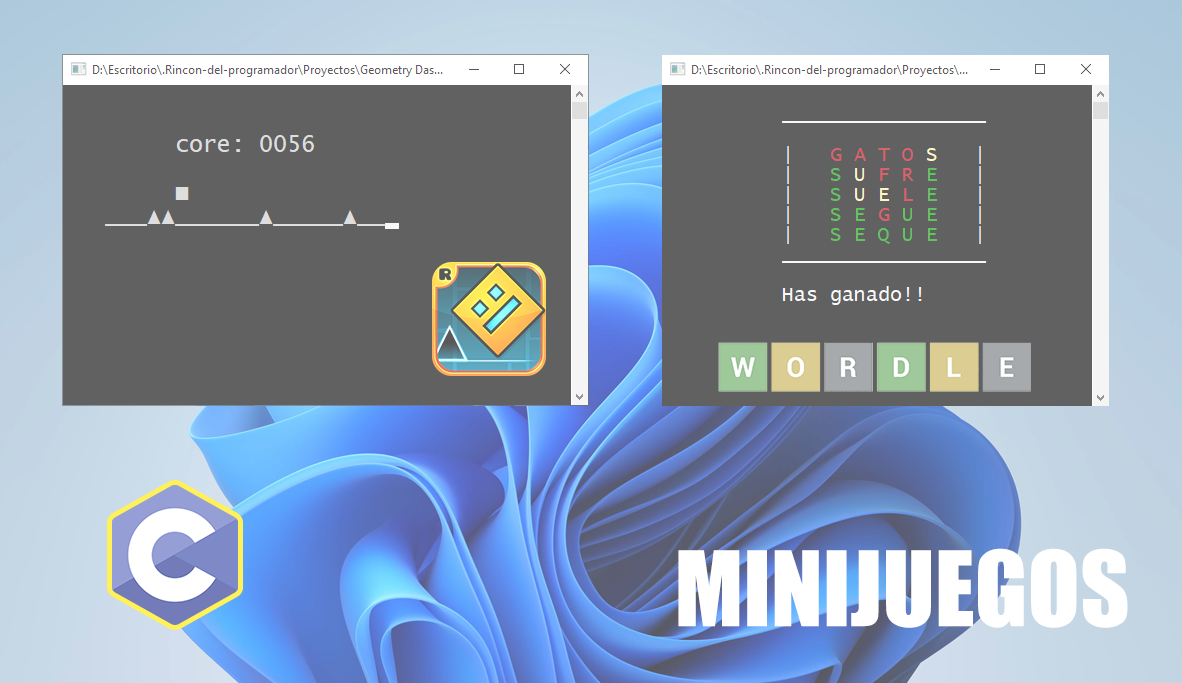 D:\Escritorio\.Rincon-del-programador\Proyectos\Geometry Das...
core: 0056
R
D:\Escritorio\.Rincon-del-programador\Proyectos\...
G A T O S
S U F R E
S U E L E
S E G U E
S E Q U E
Has ganado!!
W O R D L E
C
MINIJUEGOS